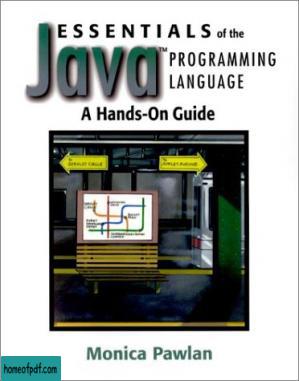 ESSENTIALS of the
Java™ PROGRAMMING
LANGUAGE
A Hands-On Guide
Monica Pawlan
homeofpdf.com